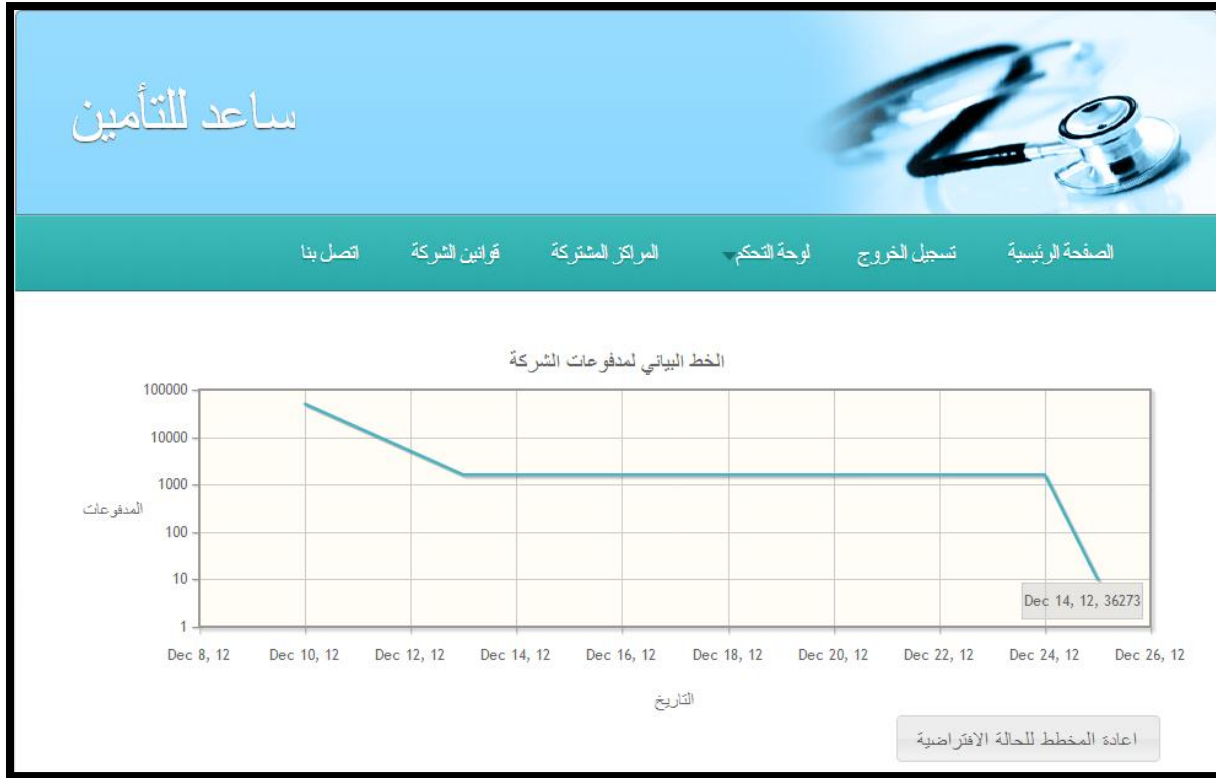 ساعد للتأمين
الصفحة الرئيسية تسجيل الخروج لوحة التحكم المراكز المشتركة قوانين الشركة اتصل بنا
الخط البياني لمدفوعات الشركة
100000
10000
1000
المدفوعات
100
10
Dec 14, 12, 36273
1
Dec 8, 12 Dec 10, 12 Dec 12, 12 Dec 14, 12 Dec 16, 12 Dec 18, 12 Dec 20, 12 Dec 22, 12 Dec 24, 12 Dec 26, 12
التاريخ
اعادة المخطط للحالة الافتراضية